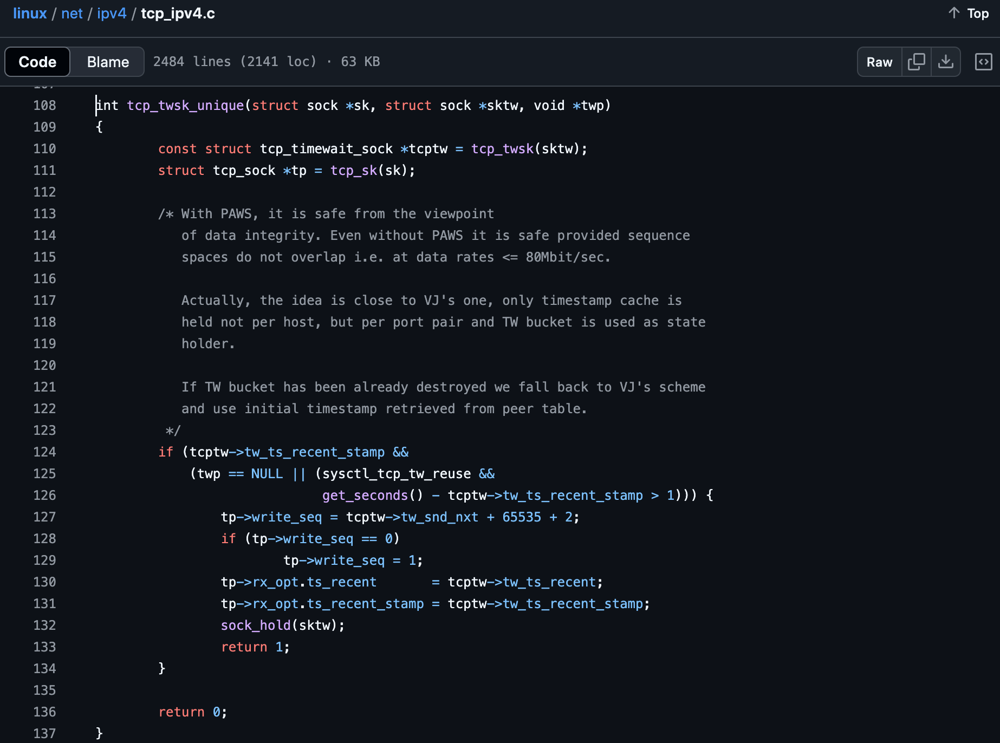 linux / net / ipv4 / tcp_ipv4.c
Top
Code Blame 2484 lines (2141 loc) · 63 KB Raw
107
108 int tcp_twsk_unique(struct sock *sk, struct sock *sktw, void *twp)
109 {
110 const struct tcp_timewait_sock *tcptw = tcp_twsk(sktw);
111 struct tcp_sock *tp = tcp_sk(sk);
112
113 /* With PAWS, it is safe from the viewpoint
114 of data integrity. Even without PAWS it is safe provided sequence
115 spaces do not overlap i.e. at data rates <= 80Mbit/sec.
116
117 Actually, the idea is close to VJ's one, only timestamp cache is
118 held not per host, but per port pair and TW bucket is used as state
119 holder.
120
121 If TW bucket has been already destroyed we fall back to VJ's scheme
122 and use initial timestamp retrieved from peer table.
123 */
124 if (tcptw->tw_ts_recent_stamp &&
125 (twp == NULL || (sysctl_tcp_tw_reuse &&
126 get_seconds() - tcptw->tw_ts_recent_stamp > 1))) {
127 tp->write_seq = tcptw->tw_snd_nxt + 65535 + 2;
128 if (tp->write_seq == 0)
129 tp->write_seq = 1;
130 tp->rx_opt.ts_recent = tcptw->tw_ts_recent;
131 tp->rx_opt.ts_recent_stamp = tcptw->tw_ts_recent_stamp;
132 sock_hold(sktw);
133 return 1;
134 }
135
136 return 0;
137 }